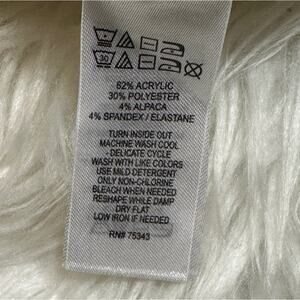 30
62% ACRYLIC
30% POLYESTER
4% ALPACA
4% SPANDEX / ELASTANE
TURN INSIDE OUT
MACHINE WASH COOL
- DELICATE CYCLE
WASH WITH LIKE COLORS
USE MILD DETERGENT
ONLY NON-CHLORINE
BLEACH WHEN NEEDED
RESHAPE WHILE DAMP
DRY FLAT
LOW IRON IF NEEDED
RN# 75343